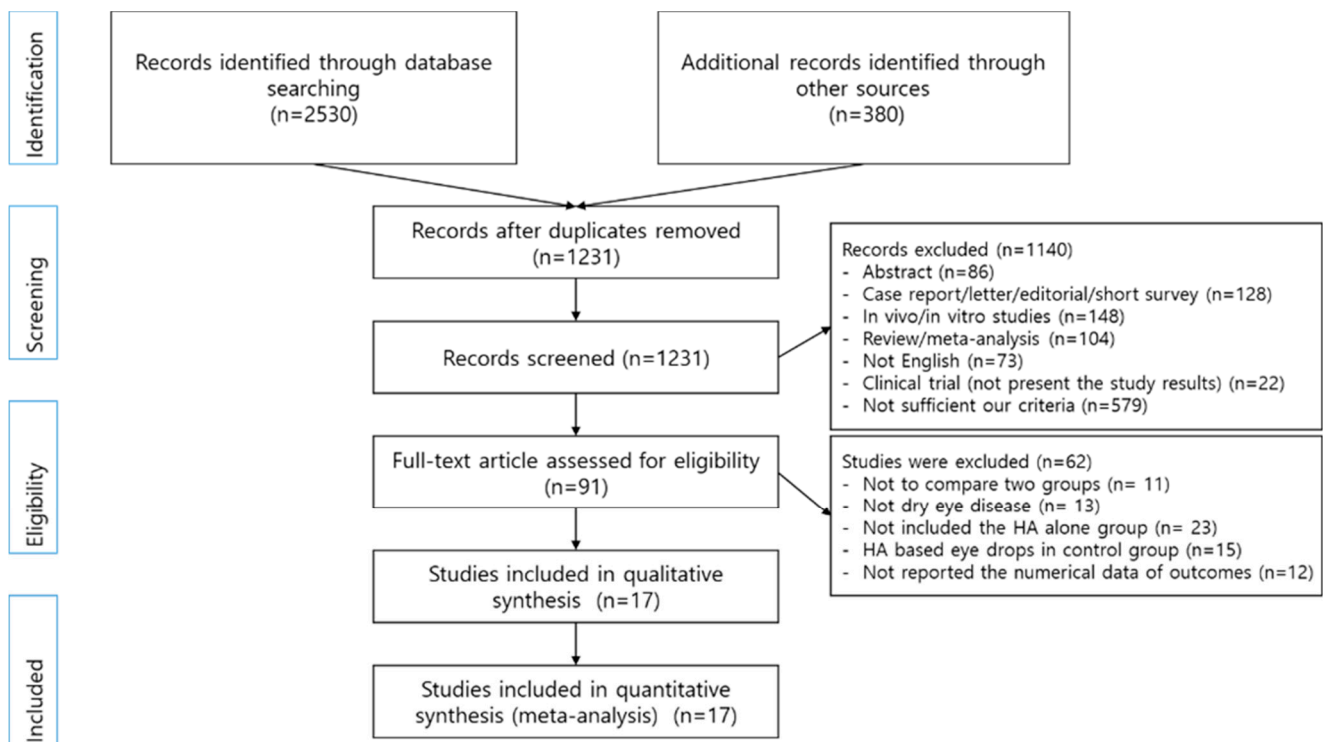 Identification
Records identified through database
searching
(n=2530)
Additional records identified through
other sources
(n=380)
Screening
Records after duplicates removed
(n=1231)
Records screened (n=1231)
Records excluded (n=1140)
- Abstract (n=86)
- Case report/letter/editorial/short survey (n=128)
- In vivo/in vitro studies (n=148)
- Review/meta-analysis (n=104)
- Not English (n=73)
- Clinical trial (not present the study results) (n=22)
- Not sufficient our criteria (n=579)
Eligibility
Full-text article assessed for eligibility
(n=91)
Studies were excluded (n=62)
- Not to compare two groups (n= 11)
- Not dry eye disease (n= 13)
- Not included the HA alone group (n= 23)
- HA based eye drops in control group (n=15)
- Not reported the numerical data of outcomes (n=12)
Studies included in qualitative
synthesis (n=17)
Included
Studies included in quantitative
synthesis (meta-analysis) (n=17)